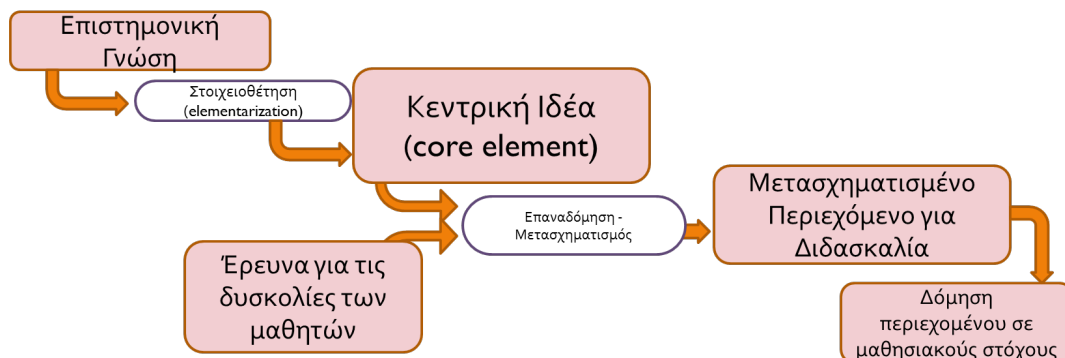 Επιστημονική
Γνώση
Στοιχειοθέτηση
(elementarization)
Κεντρική Ιδέα
(core element)
Επαναδόμηση -
Μετασχηματισμός
Μετασχηματισμένο
Περιεχόμενο για
Διδασκαλία
Έρευνα για τις
δυσκολίες των
μαθητών
Δόμηση
περιεχομένου σε
μαθησιακούς στόχους